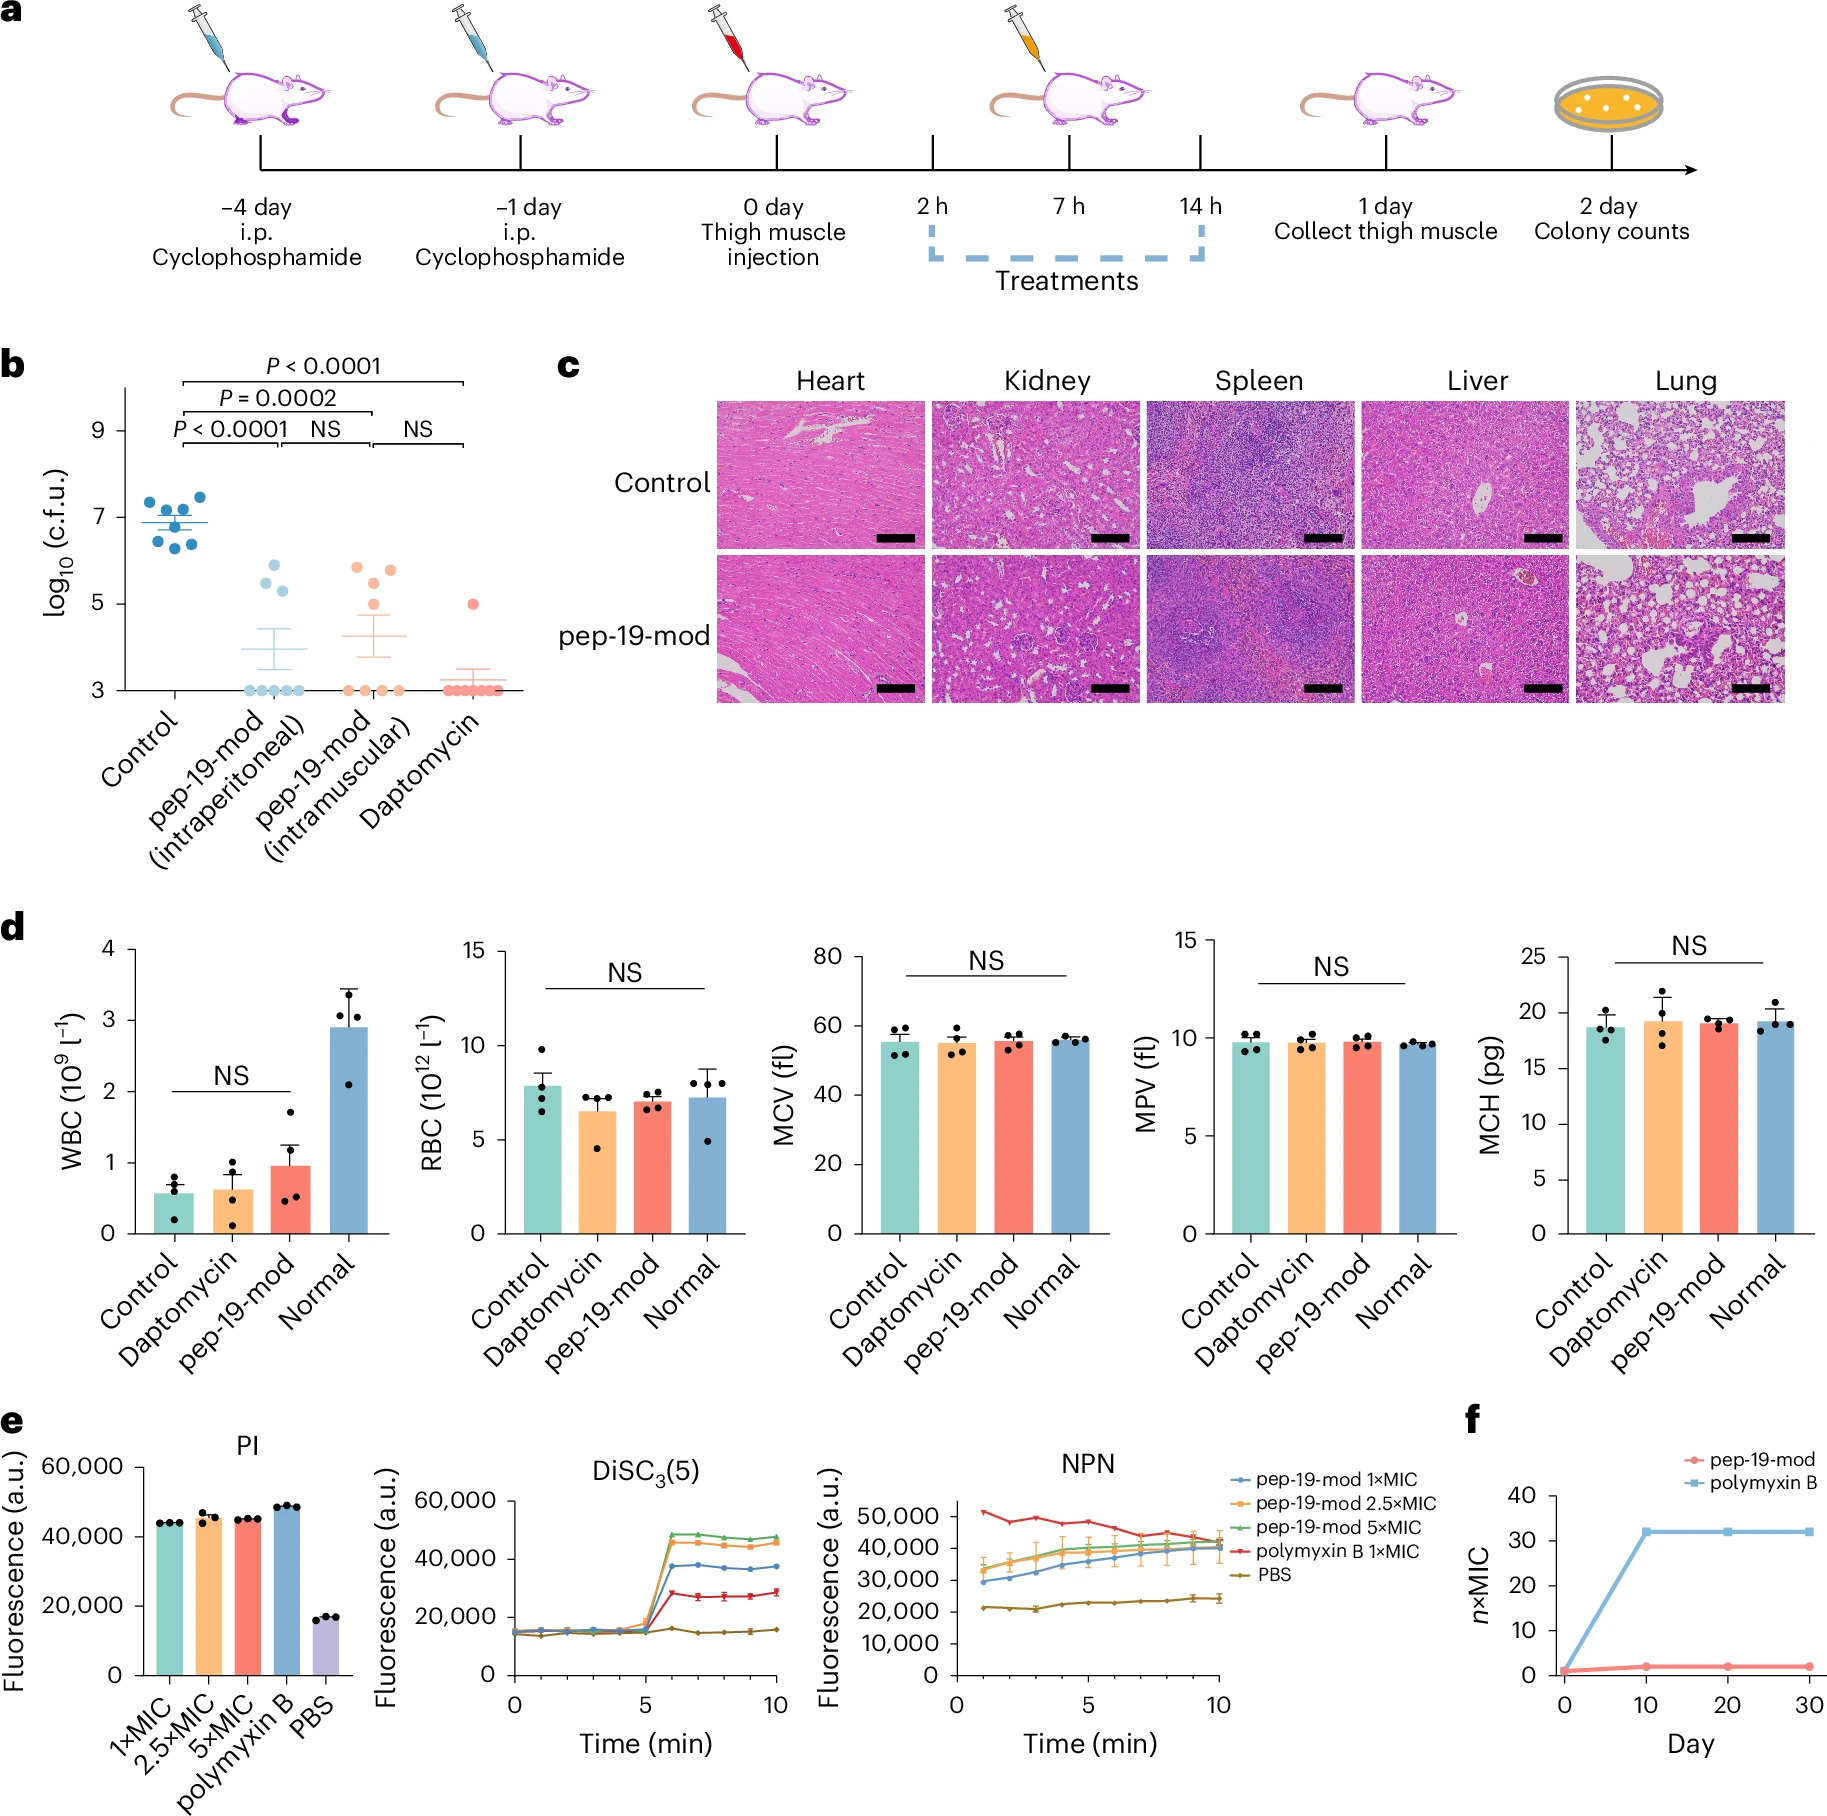 a
–4 day
i.p.
Cyclophosphamide
–1 day
i.p.
Cyclophosphamide
0 day
Thigh muscle
injection
2 h
7 h
14 h
Treatments
1 day
Collect thigh muscle
2 day
Colony counts
b
P < 0.0001
P = 0.0002
P < 0.0001
NS
NS
log10 (c.f.u.)
9
7
5
3
Control
pep-19-mod
(intraperitoneal)
pep-19-mod
(intramuscular)
Daptomycin
c
Heart
Kidney
Spleen
Liver
Lung
Control
pep-19-mod
d
WBC (10⁹ l⁻¹)
4
3
2
1
0
NS
Control
Daptomycin
pep-19-mod
Normal
RBC (10¹² l⁻¹)
15
10
5
0
NS
Control
Daptomycin
pep-19-mod
Normal
MCV (fl)
80
60
40
20
0
NS
Control
Daptomycin
pep-19-mod
Normal
MPV (fl)
15
10
5
0
NS
Control
Daptomycin
pep-19-mod
Normal
MCH (pg)
25
20
15
10
5
0
NS
Control
Daptomycin
pep-19-mod
Normal
e
PI
Fluorescence (a.u.)
60,000
40,000
20,000
0
1×MIC
2.5×MIC
5×MIC
polymyxin B
PBS
DiSC3(5)
Fluorescence (a.u.)
60,000
40,000
20,000
0
0
5
10
Time (min)
NPN
Fluorescence (a.u.)
50,000
40,000
30,000
20,000
10,000
0
0
5
10
Time (min)
pep-19-mod 1×MIC
pep-19-mod 2.5×MIC
pep-19-mod 5×MIC
polymyxin B 1×MIC
PBS
f
pep-19-mod
polymyxin B
n×MIC
40
30
20
10
0
0
10
20
30
Day